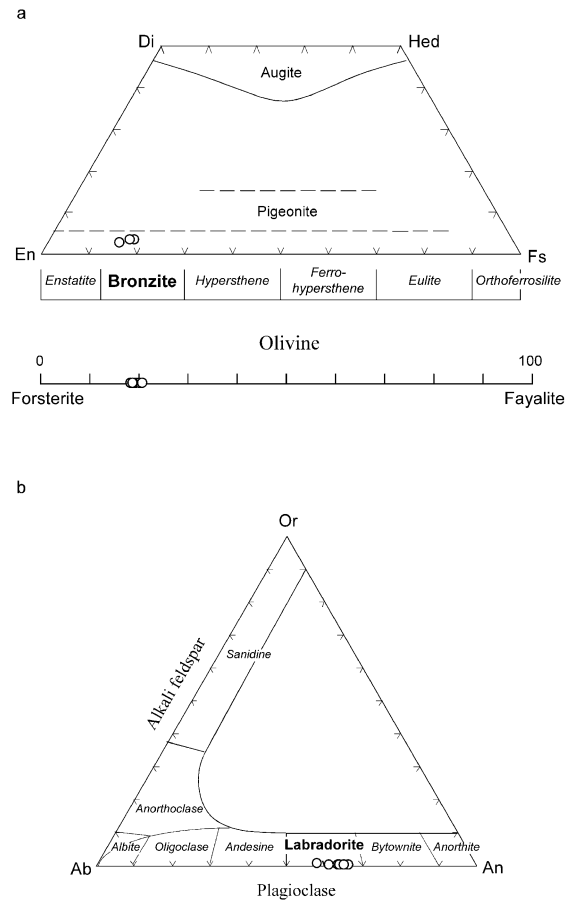 a
Di Hed
Augite
Pigeonite
En Fs
Enstatite Bronzite Hypersthene Ferro-
hypersthene Eulite Orthoferrosilite
Olivine
0 100
Forsterite Fayalite
b
Or
Alkali feldspar
Sanidine
Anorthoclase
Albite Oligoclase Andesine Labradorite Bytownite Anorthite
Ab An
Plagioclase